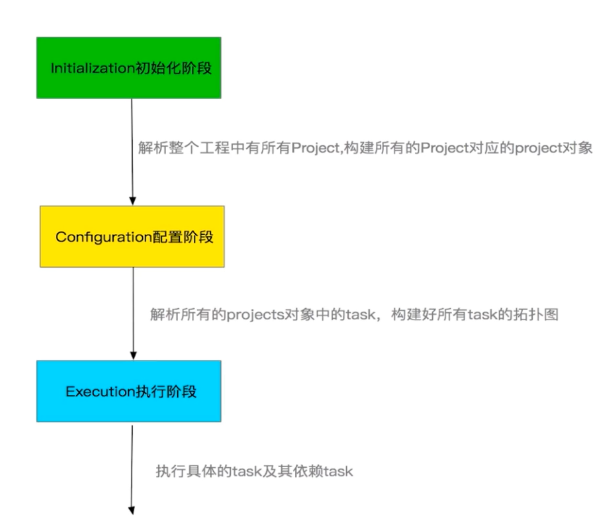 Initialization初始化阶段
解析整个工程中有所有Project,构建所有的Project对应的project对象
Configuration配置阶段
解析所有的projects对象中的task，构建好所有task的拓扑图
Execution执行阶段
执行具体的task及其依赖task